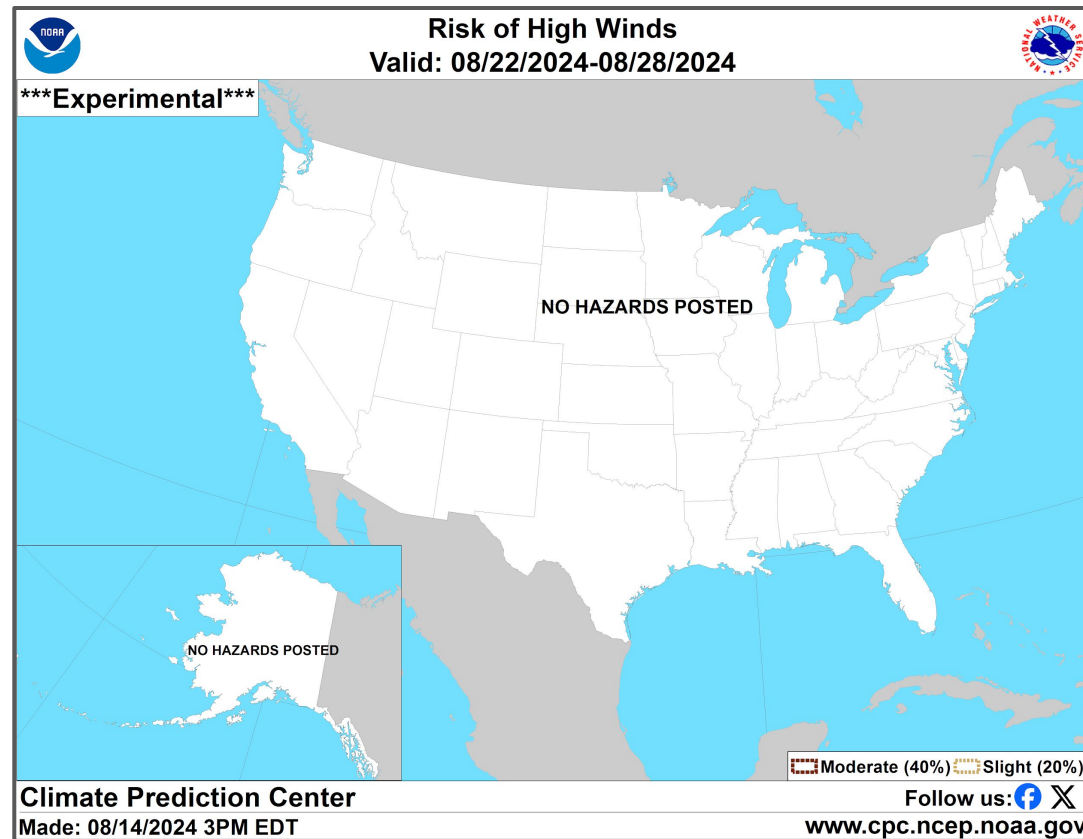 NOAA
Risk of High Winds
Valid: 08/22/2024-08/28/2024
NATIONAL WEATHER SERVICE
***Experimental***
NO HAZARDS POSTED
NO HAZARDS POSTED
Moderate (40%) Slight (20%)
Climate Prediction Center
Follow us:
Made: 08/14/2024 3PM EDT
www.cpc.ncep.noaa.gov